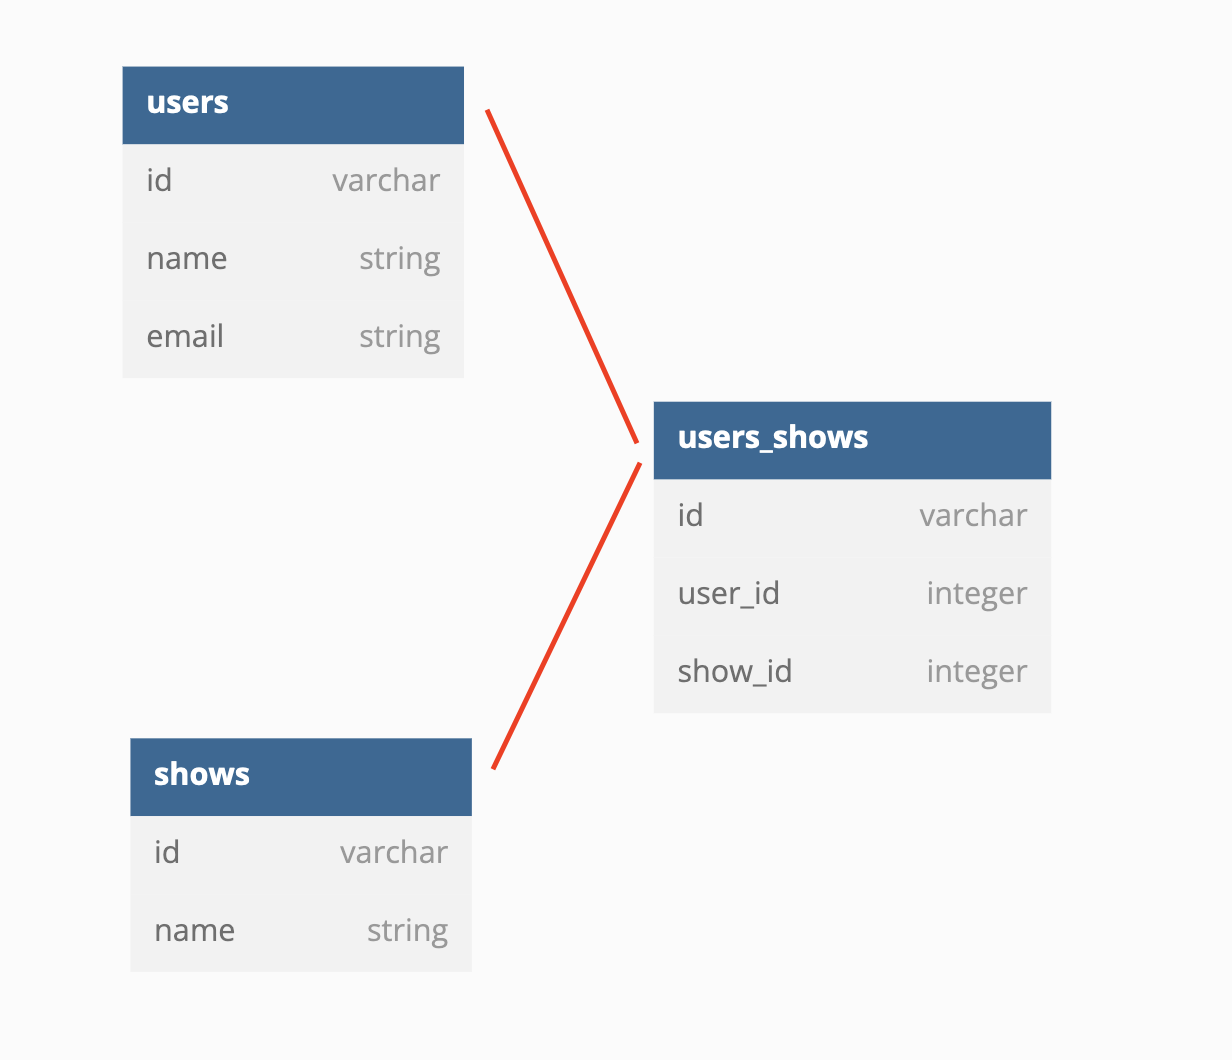 users
id varchar
name string
email string
users_shows
id varchar
user_id integer
show_id integer
shows
id varchar
name string